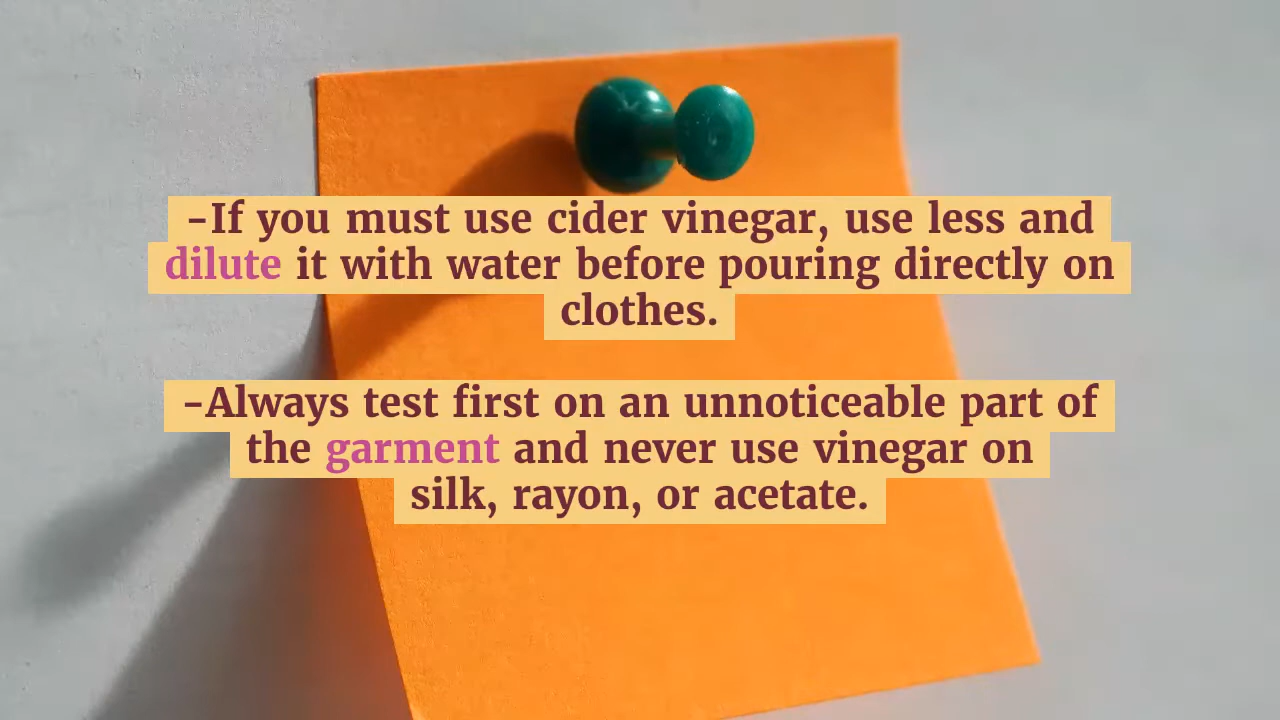 -If you must use cider vinegar, use less and
dilute it with water before pouring directly on
clothes.
-Always test first on an unnoticeable part of
the garment and never use vinegar on
silk, rayon, or acetate.